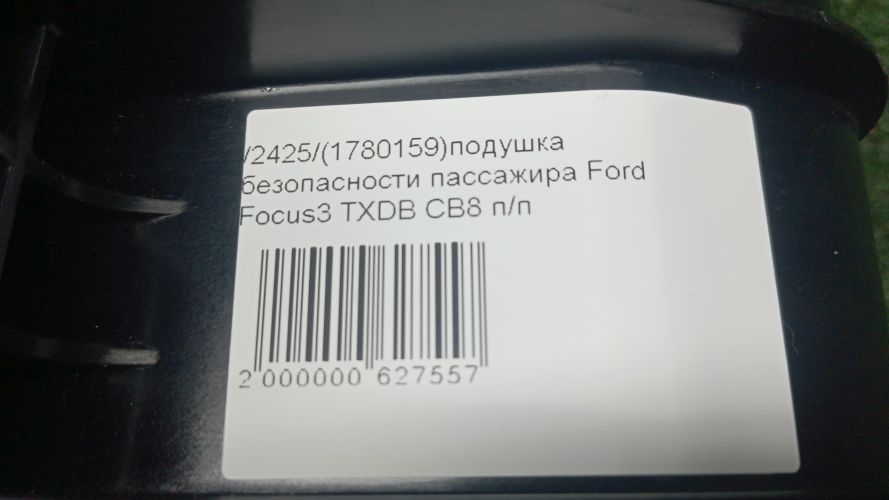 /2425/(1780159)подушка
безопасности пассажира Ford
Focus3 TXDB CB8 п/п
2 000000 627557